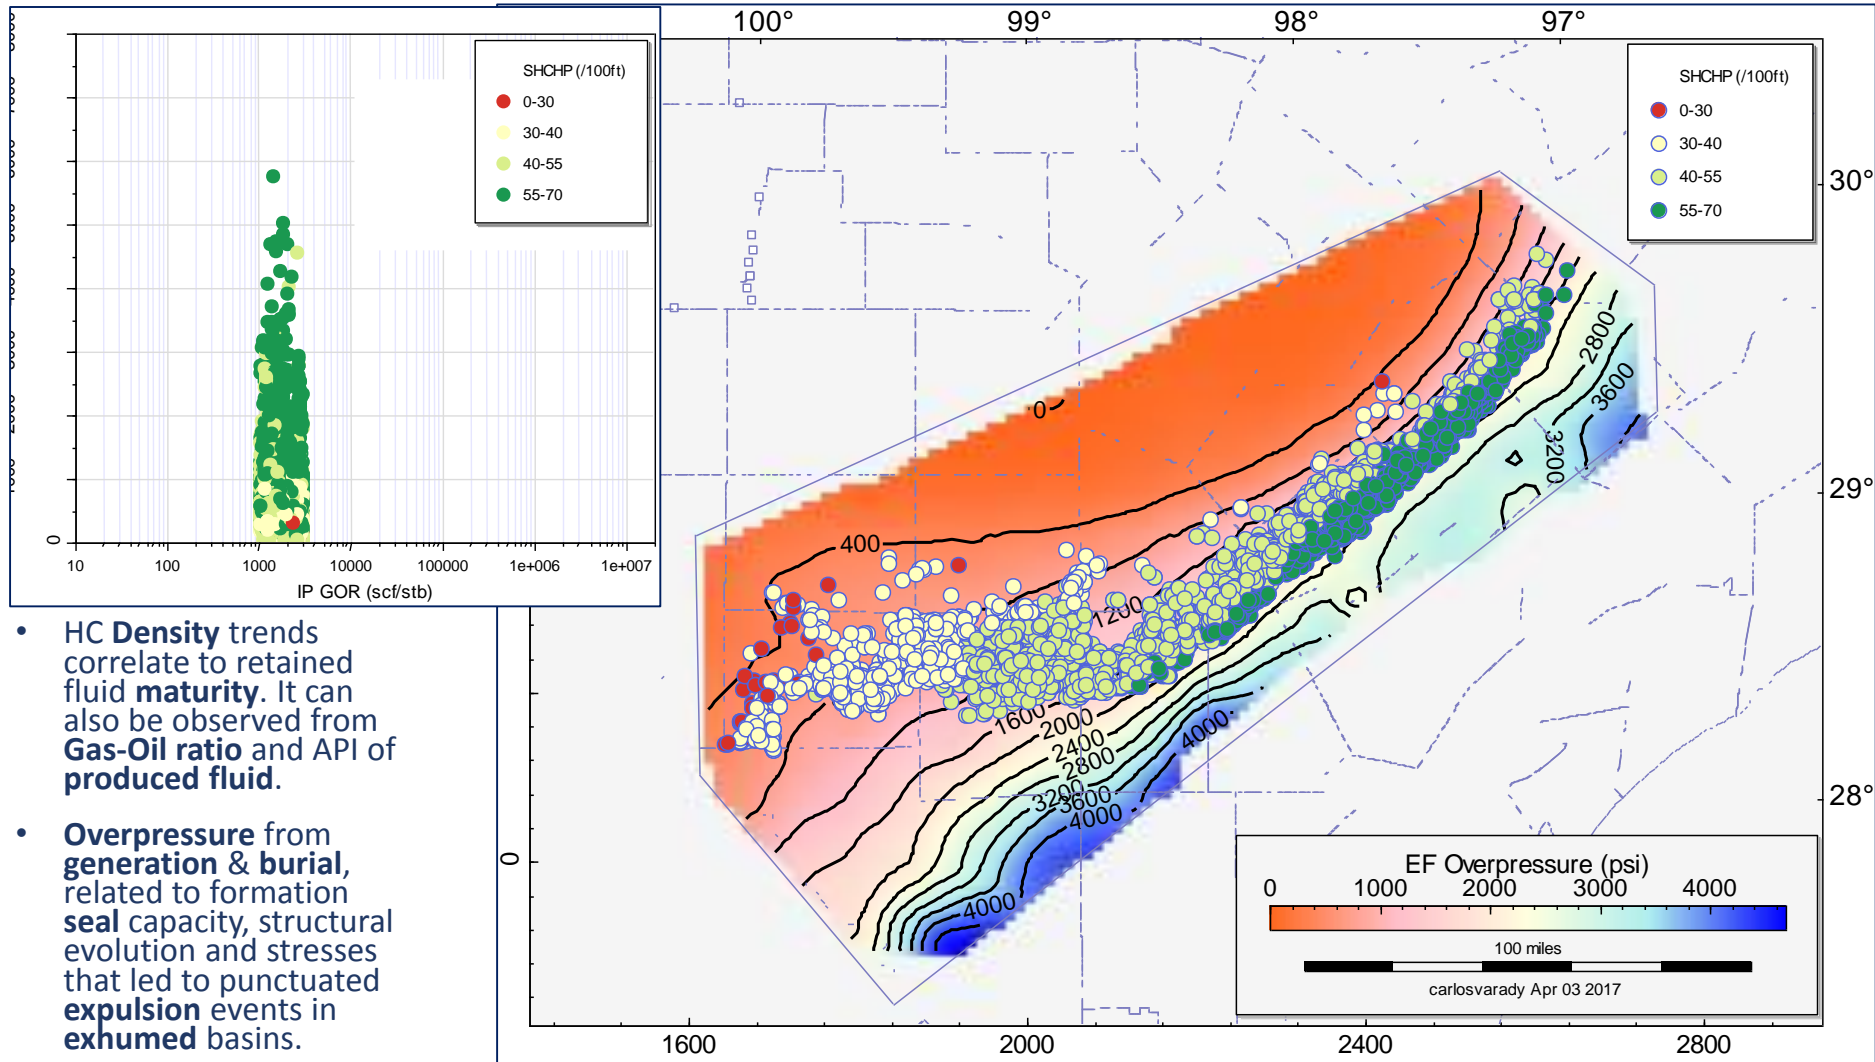 100°
99°
98°
97°
SHCHP (/100ft)
0-30
30-40
40-55
55-70
0
10
100
1000
10000
100000
1e+006
1e+007
IP GOR (scf/stb)
• HC Density trends
correlate to retained
fluid maturity. It can
also be observed from
Gas-Oil ratio and API of
produced fluid.
• Overpressure from
generation & burial,
related to formation
seal capacity, structural
evolution and stresses
that led to punctuated
expulsion events in
exhumed basins.
SHCHP (/100ft)
0-30
30-40
40-55
55-70
30°
29°
28°
2800
3600
3200
0
400
1200
1600
2000
2400
2800
3200
3600
4000
4000
4000
0
EF Overpressure (psi)
0
1000
2000
3000
4000
100 miles
carlosvarady Apr 03 2017
1600
2000
2400
2800